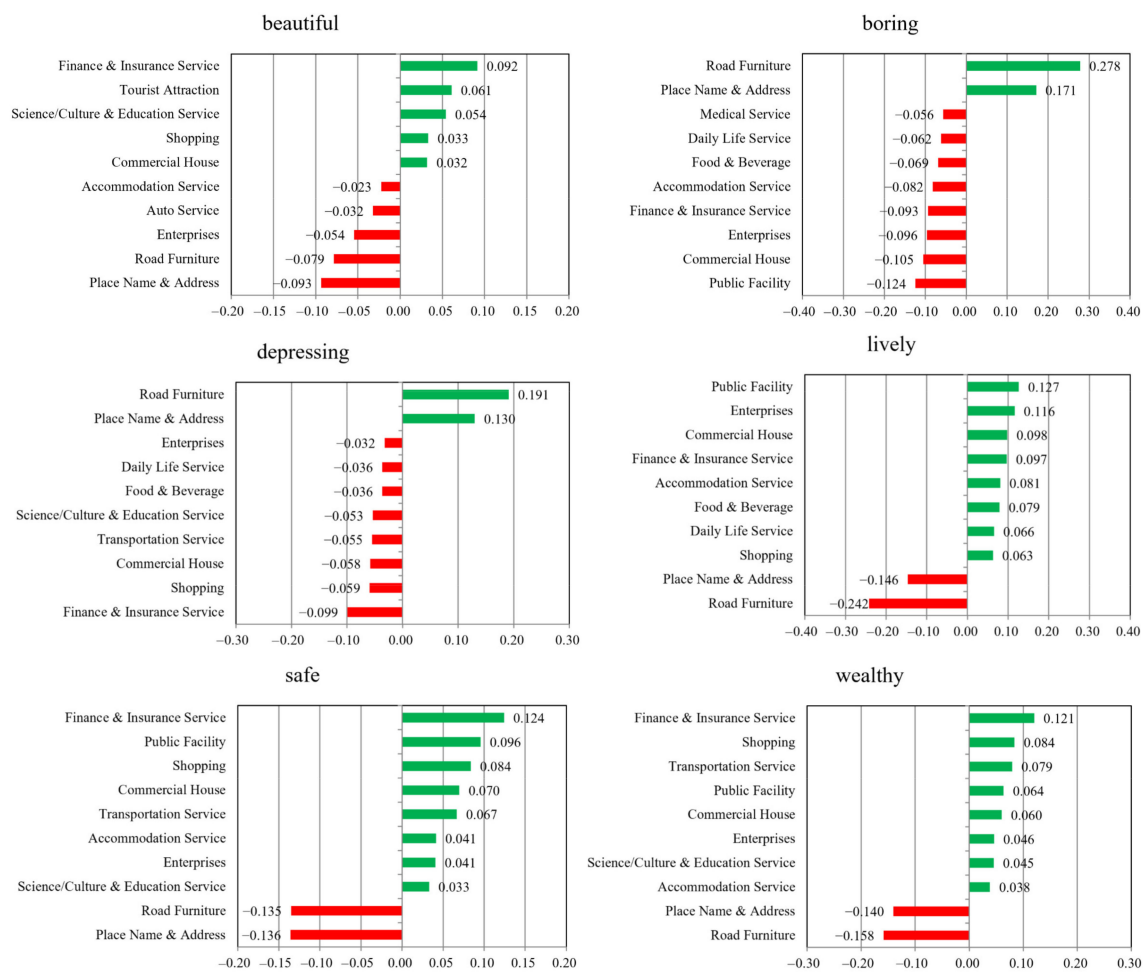 beautiful
Finance & Insurance Service 0.092
Tourist Attraction 0.061
Science/Culture & Education Service 0.054
Shopping 0.033
Commercial House 0.032
Accommodation Service −0.023
Auto Service −0.032
Enterprises −0.054
Road Furniture −0.079
Place Name & Address −0.093
−0.20 −0.15 −0.10 −0.05 0.00 0.05 0.10 0.15 0.20
boring
Road Furniture 0.278
Place Name & Address 0.171
Medical Service −0.056
Daily Life Service −0.062
Food & Beverage −0.069
Accommodation Service −0.082
Finance & Insurance Service −0.093
Enterprises −0.096
Commercial House −0.105
Public Facility −0.124
−0.40 −0.30 −0.20 −0.10 0.00 0.10 0.20 0.30 0.40
depressing
Road Furniture 0.191
Place Name & Address 0.130
Enterprises −0.032
Daily Life Service −0.036
Food & Beverage −0.036
Science/Culture & Education Service −0.053
Transportation Service −0.055
Commercial House −0.058
Shopping −0.059
Finance & Insurance Service −0.099
−0.30 −0.20 −0.10 0.00 0.10 0.20 0.30
lively
Public Facility 0.127
Enterprises 0.116
Commercial House 0.098
Finance & Insurance Service 0.097
Accommodation Service 0.081
Food & Beverage 0.079
Daily Life Service 0.066
Shopping 0.063
Place Name & Address −0.146
Road Furniture −0.242
−0.40 −0.30 −0.20 −0.10 0.00 0.10 0.20 0.30 0.40
safe
Finance & Insurance Service 0.124
Public Facility 0.096
Shopping 0.084
Commercial House 0.070
Transportation Service 0.067
Accommodation Service 0.041
Enterprises 0.041
Science/Culture & Education Service 0.033
Road Furniture −0.135
Place Name & Address −0.136
−0.20 −0.15 −0.10 −0.05 0.00 0.05 0.10 0.15 0.20
wealthy
Finance & Insurance Service 0.121
Shopping 0.084
Transportation Service 0.079
Public Facility 0.064
Commercial House 0.060
Enterprises 0.046
Science/Culture & Education Service 0.045
Accommodation Service 0.038
Place Name & Address −0.140
Road Furniture −0.158
−0.30 −0.20 −0.10 0.00 0.10 0.20 0.30